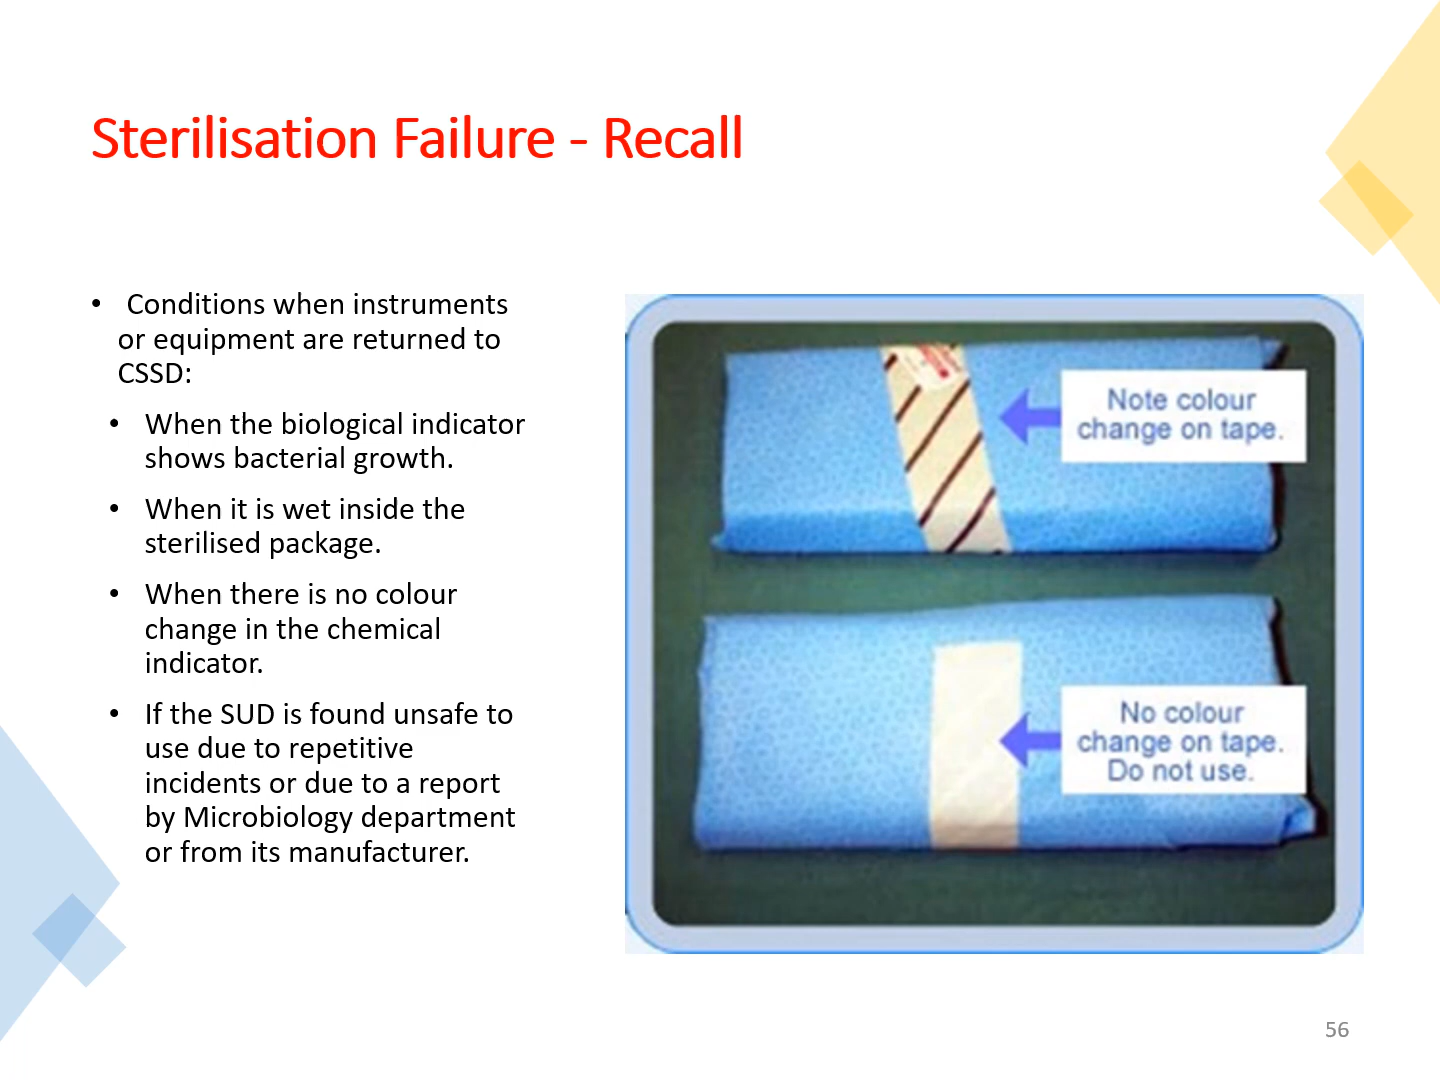 Sterilisation Failure - Recall
• Conditions when instruments
or equipment are returned to
CSSD:
• When the biological indicator
shows bacterial growth.
• When it is wet inside the
sterilised package.
• When there is no colour
change in the chemical
indicator.
• If the SUD is found unsafe to
use due to repetitive
incidents or due to a report
by Microbiology department
or from its manufacturer.
Note colour
change on tape.
No colour
change on tape.
Do not use.
56